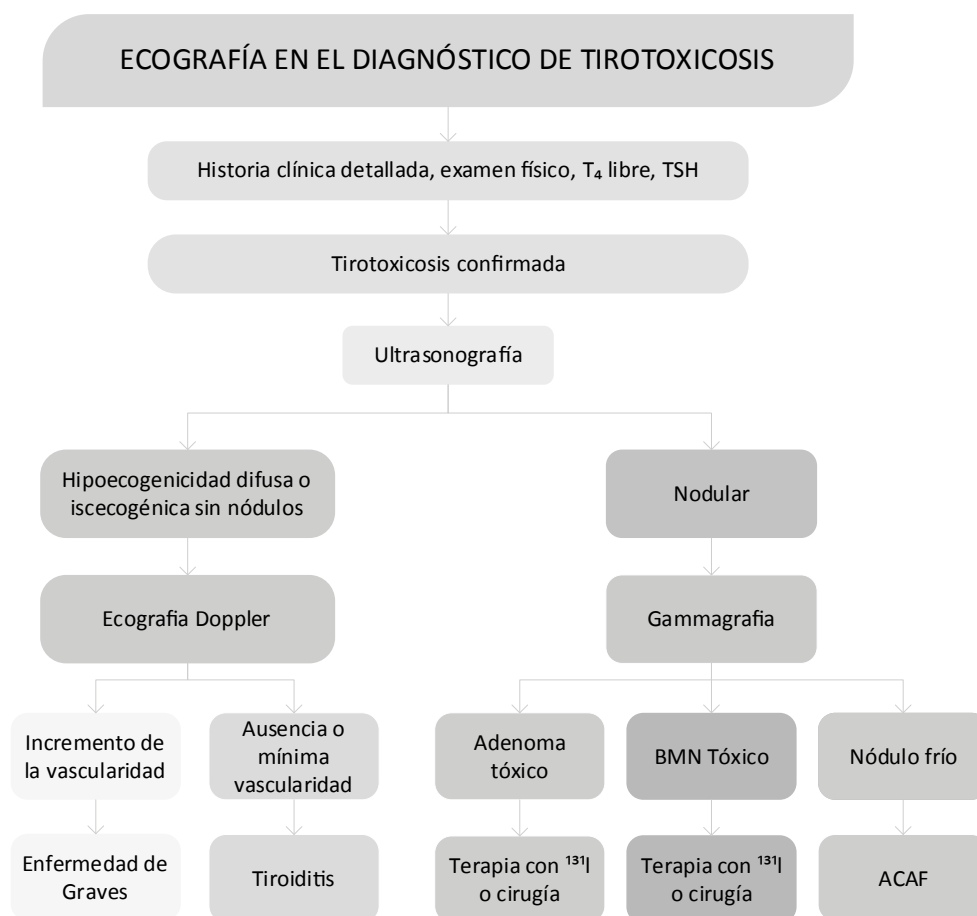 ECOGRAFÍA EN EL DIAGNÓSTICO DE TIROTOXICOSIS
Historia clínica detallada, examen físico, T₄ libre, TSH
Tirotoxicosis confirmada
Ultrasonografía
Hipoecogenicidad difusa o
iscecogénica sin nódulos
Nodular
Ecografia Doppler
Gammagrafia
Incremento de
la vascularidad
Ausencia o
mínima
vascularidad
Adenoma
tóxico
BMN Tóxico
Nódulo frío
Enfermedad de
Graves
Tiroiditis
Terapia con ¹³¹I
o cirugía
Terapia con ¹³¹I
o cirugía
ACAF